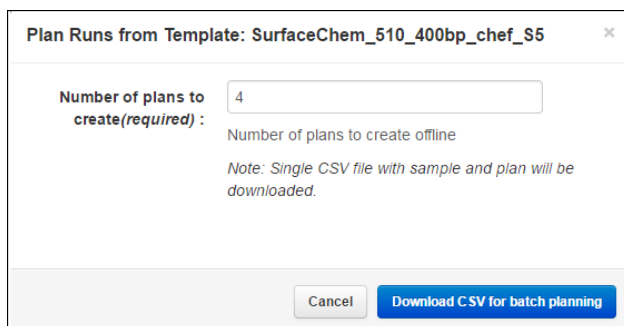 Plan Runs from Template: SurfaceChem_510_400bp_chef_S5 ×
Number of plans to
create(required) :
4
Number of plans to create offline
Note: Single CSV file with sample and plan will be
downloaded.
Cancel
Download CSV for batch planning